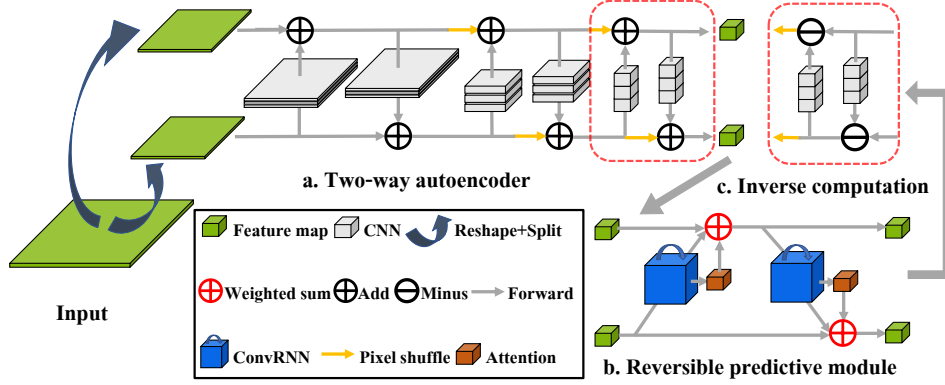 a. Two-way autoencoder
c. Inverse computation
Input
Feature map
CNN
Reshape+Split
Weighted sum
Add
Minus
Forward
ConvRNN
Pixel shuffle
Attention
b. Reversible predictive module